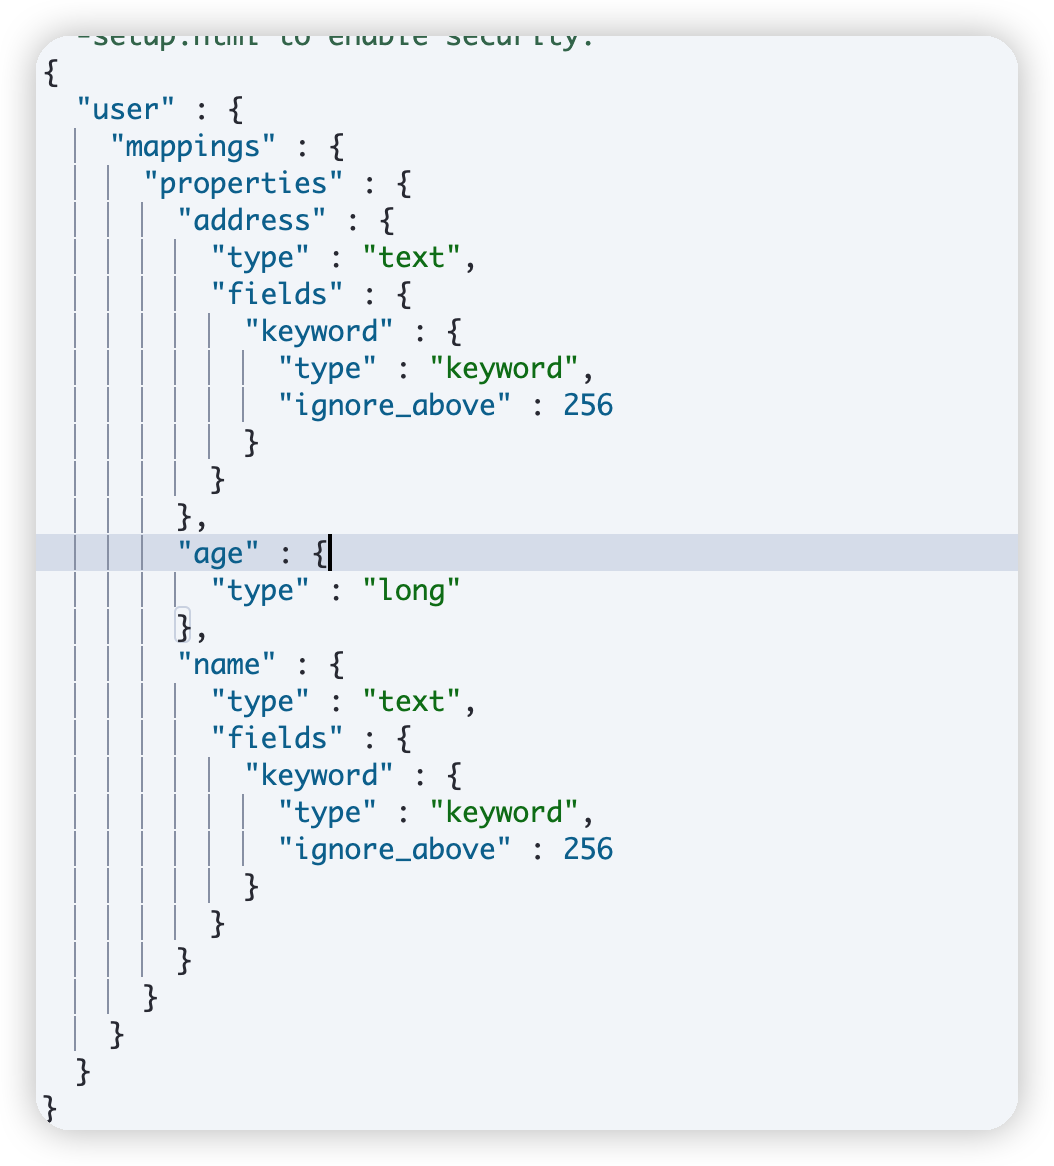 -setup.html to enable security.
{
  "user" : {
    "mappings" : {
      "properties" : {
        "address" : {
          "type" : "text",
          "fields" : {
            "keyword" : {
              "type" : "keyword",
              "ignore_above" : 256
            }
          }
        },
        "age" : {
          "type" : "long"
        },
        "name" : {
          "type" : "text",
          "fields" : {
            "keyword" : {
              "type" : "keyword",
              "ignore_above" : 256
            }
          }
        }
      }
    }
  }
}